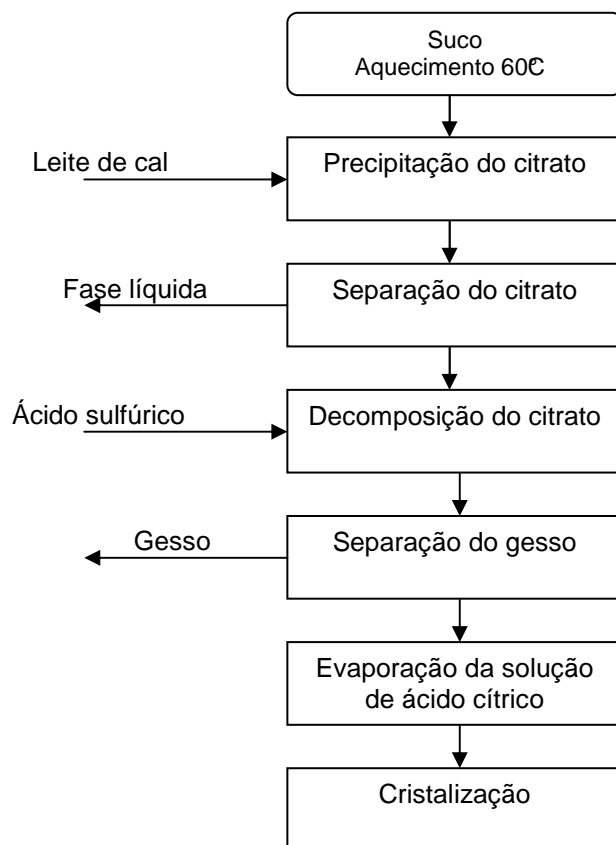 Suco
Aquecimento 60ºC
Leite de cal
Precipitação do citrato
Fase líquida
Separação do citrato
Ácido sulfúrico
Decomposição do citrato
Gesso
Separação do gesso
Evaporação da solução
de ácido cítrico
Cristalização